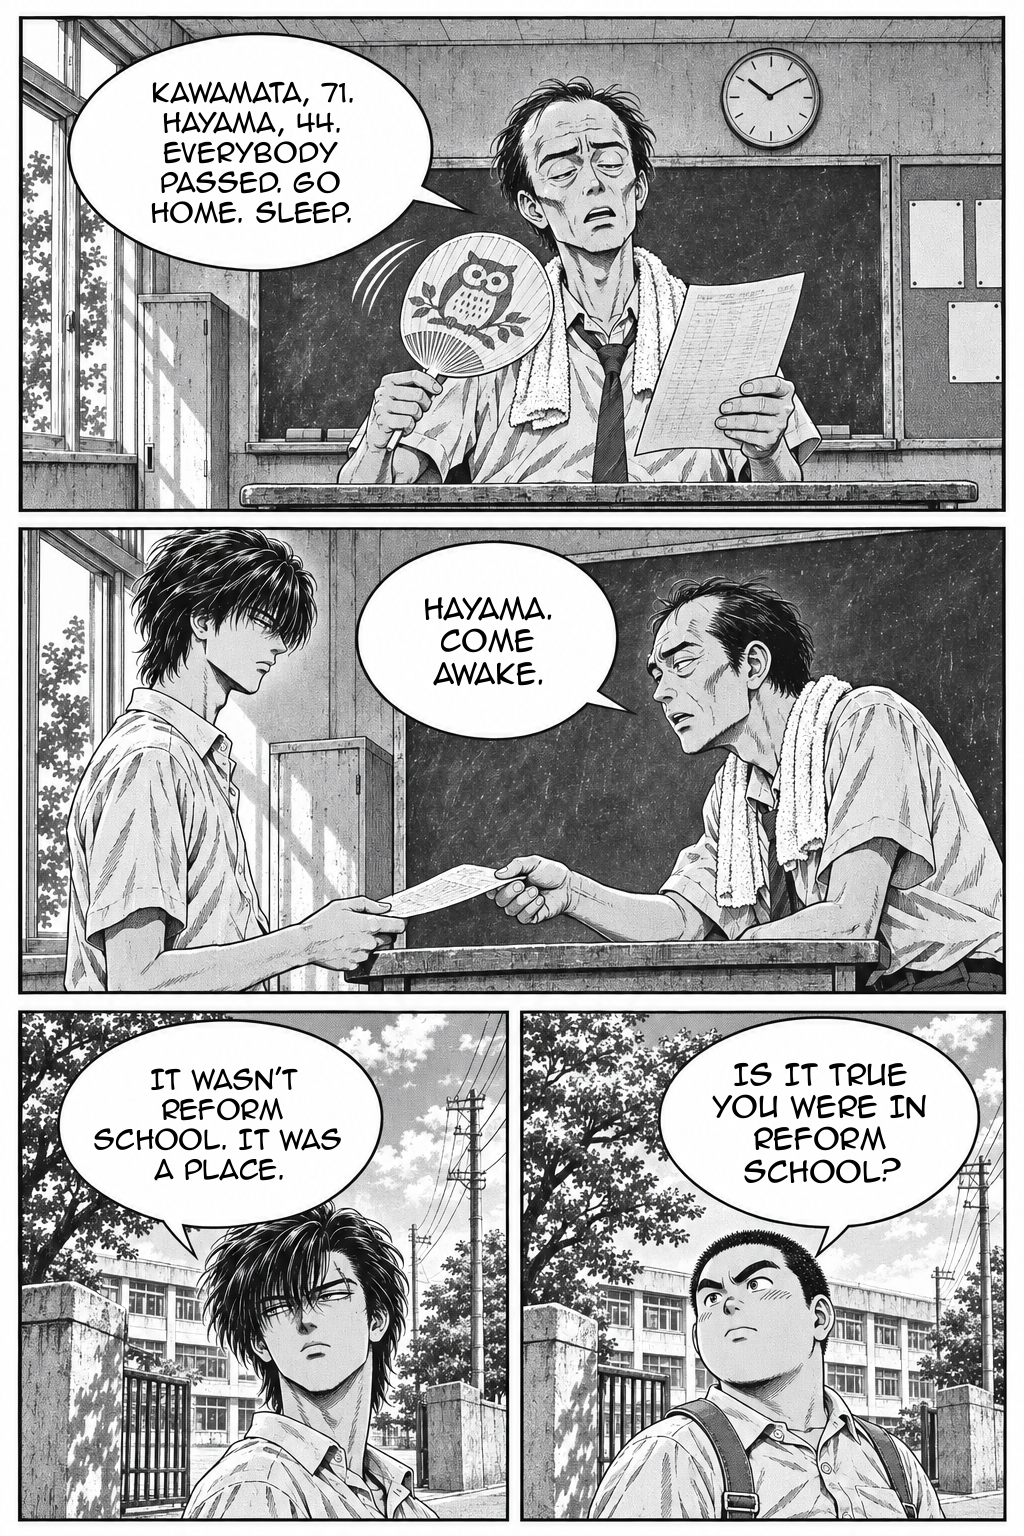 KAWAMATA, 71.
HAYAMA, 44.
EVERYBODY
PASSED. GO
HOME. SLEEP.
HAYAMA.
COME
AWAKE.
IS IT TRUE
YOU WERE IN
REFORM
SCHOOL?
IT WASN'T
REFORM
SCHOOL. IT WAS
A PLACE.